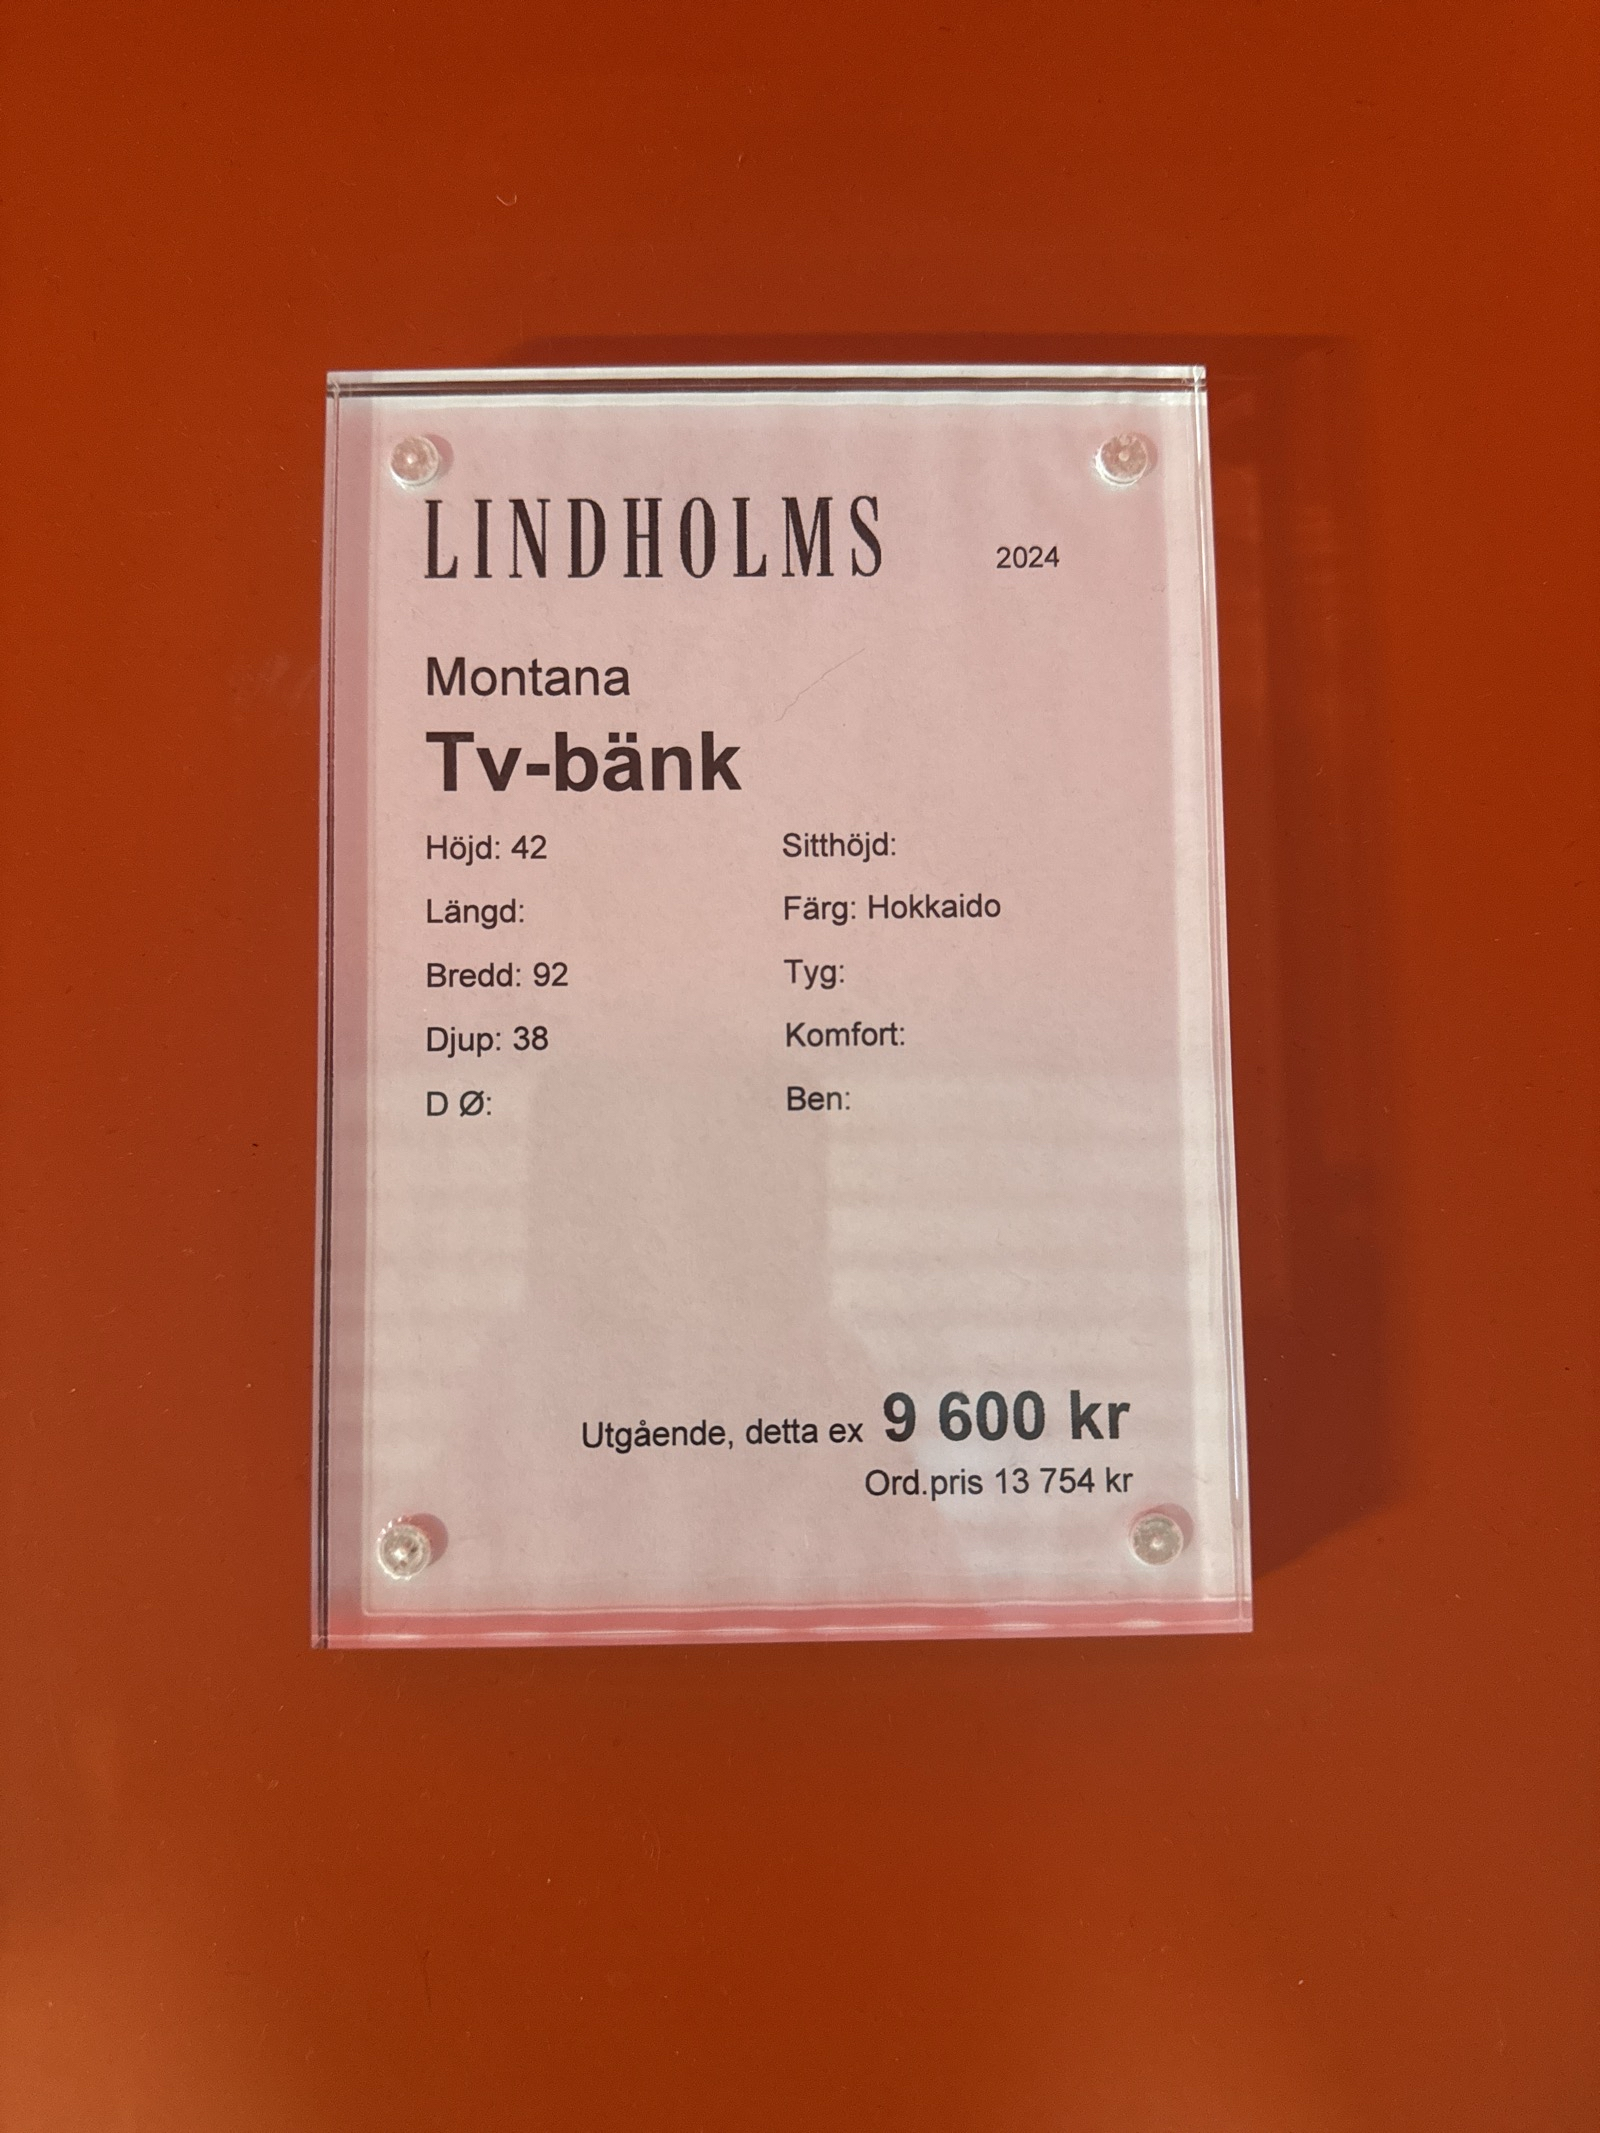 LINDHOLMS 2024
Montana
Tv-bänk
Höjd: 42 Sitthöjd:
Längd: Färg: Hokkaido
Bredd: 92 Tyg:
Djup: 38 Komfort:
D Ø: Ben:
Utgående, detta ex 9 600 kr
Ord.pris 13 754 kr